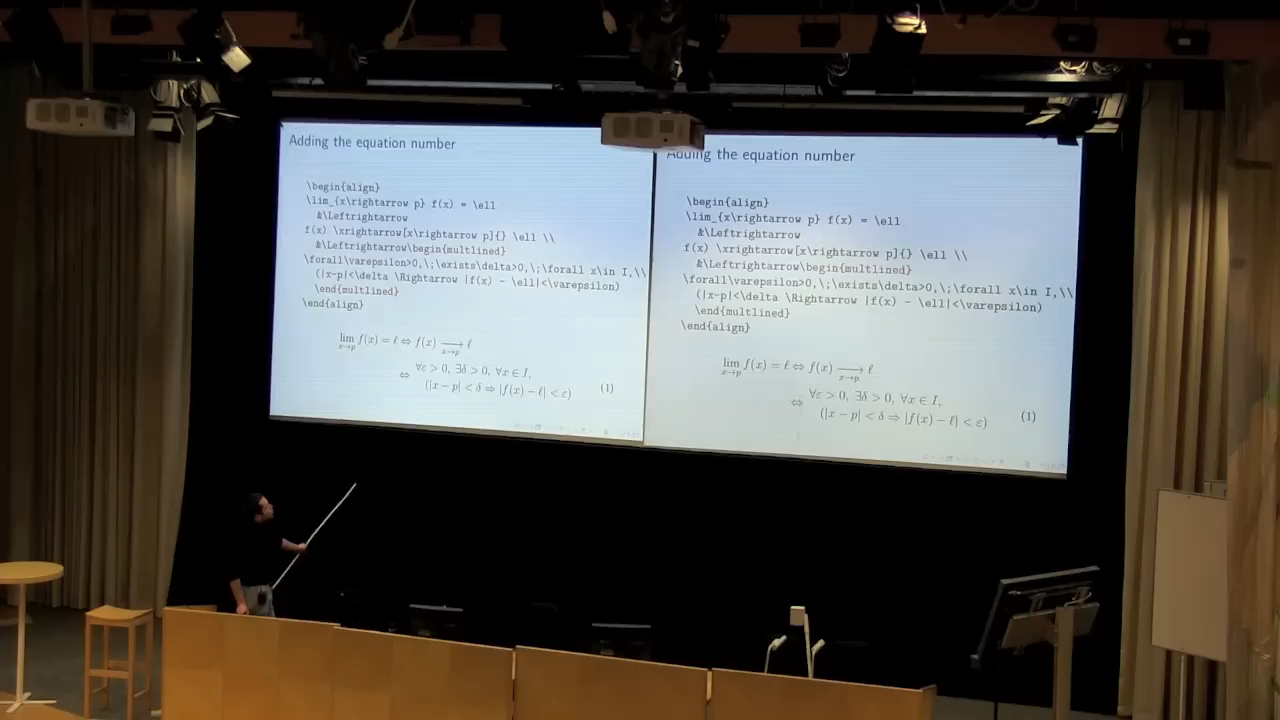 Adding the equation number
\begin{align}
\lim_{x\rightarrow p} f(x) = \ell
&\Leftrightarrow
f(x) \xrightarrow[x\rightarrow p]{} \ell \\
&\Leftrightarrow\begin{multlined}
\forall\varepsilon>0,\;\exists\delta>0,\;\forall x\in I,\\
(|x-p|<\delta \Rightarrow |f(x) - \ell|<\varepsilon)
\end{multlined}
\end{align}
lim f(x) = ℓ ⇔ f(x) ⟶ ℓ
x→p x→p
⇔ ∀ε > 0, ∃δ > 0, ∀x ∈ I,
(|x − p| < δ ⇒ |f(x) − ℓ| < ε) (1)
Adding the equation number
\begin{align}
\lim_{x\rightarrow p} f(x) = \ell
&\Leftrightarrow
f(x) \xrightarrow[x\rightarrow p]{} \ell \\
&\Leftrightarrow\begin{multlined}
\forall\varepsilon>0,\;\exists\delta>0,\;\forall x\in I,\\
(|x-p|<\delta \Rightarrow |f(x) - \ell|<\varepsilon)
\end{multlined}
\end{align}
lim f(x) = ℓ ⇔ f(x) ⟶ ℓ
x→p x→p
⇔ ∀ε > 0, ∃δ > 0, ∀x ∈ I,
(|x − p| < δ ⇒ |f(x) − ℓ| < ε) (1)